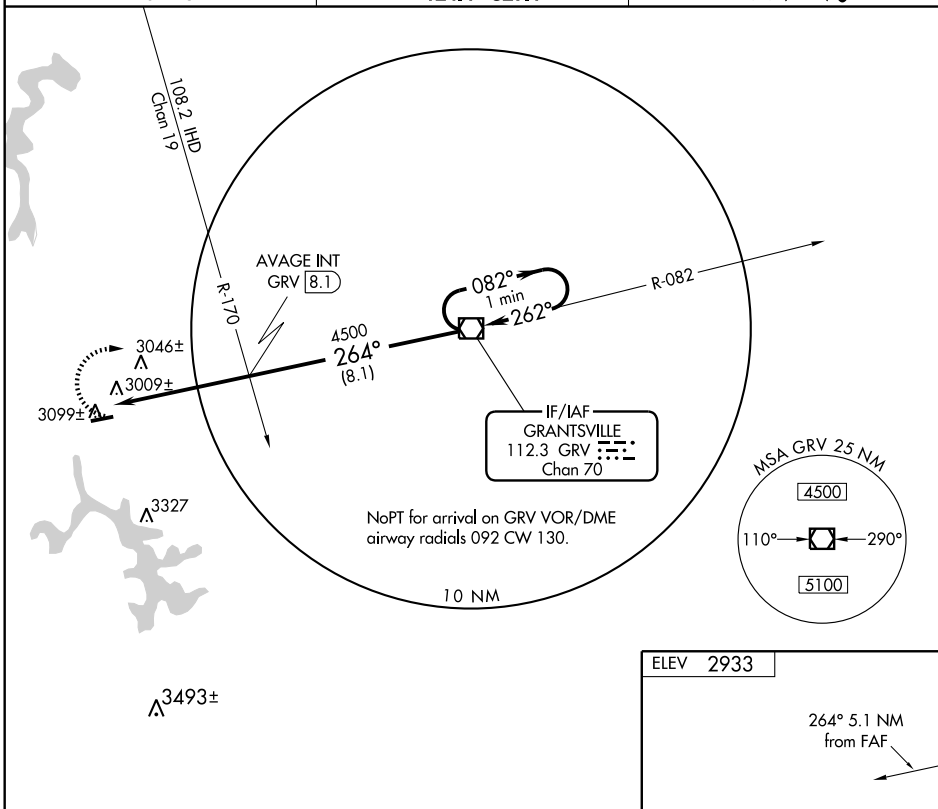 108.2 IHD
Chan 19
R-170
AVAGE INT
GRV 8.1
4500
264°
(8.1)
082°
1 min
262°
R-082
3046±
3009±
3099±
3327
3493±
IF/IAF
GRANTSVILLE
112.3 GRV
Chan 70
NoPT for arrival on GRV VOR/DME
airway radials 092 CW 130.
10 NM
MSA GRV 25 NM
4500
110°
290°
5100
ELEV 2933
264° 5.1 NM
from FAF